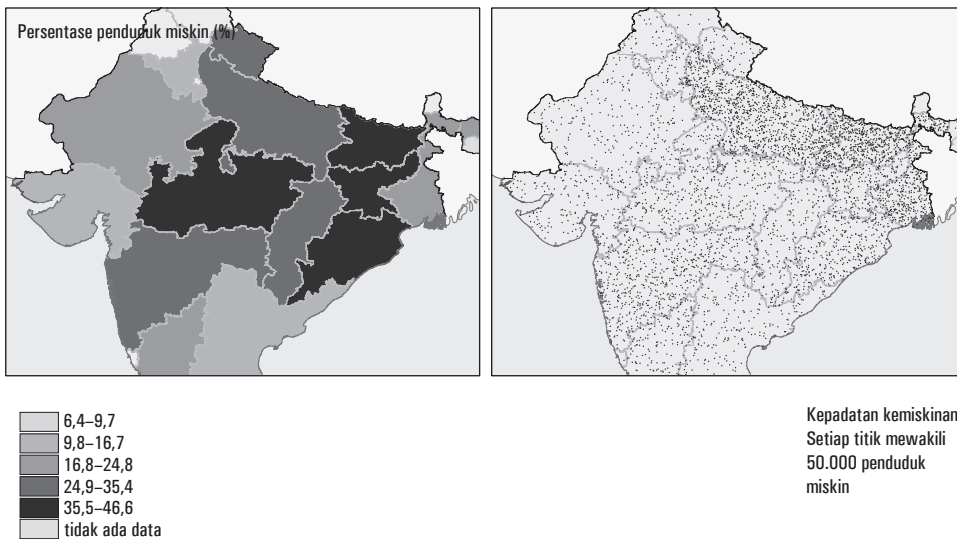 Persentase penduduk miskin (%)
6,4–9,7
9,8–16,7
16,8–24,8
24,9–35,4
35,5–46,6
tidak ada data
Kepadatan kemiskinan
Setiap titik mewakili
50.000 penduduk
miskin